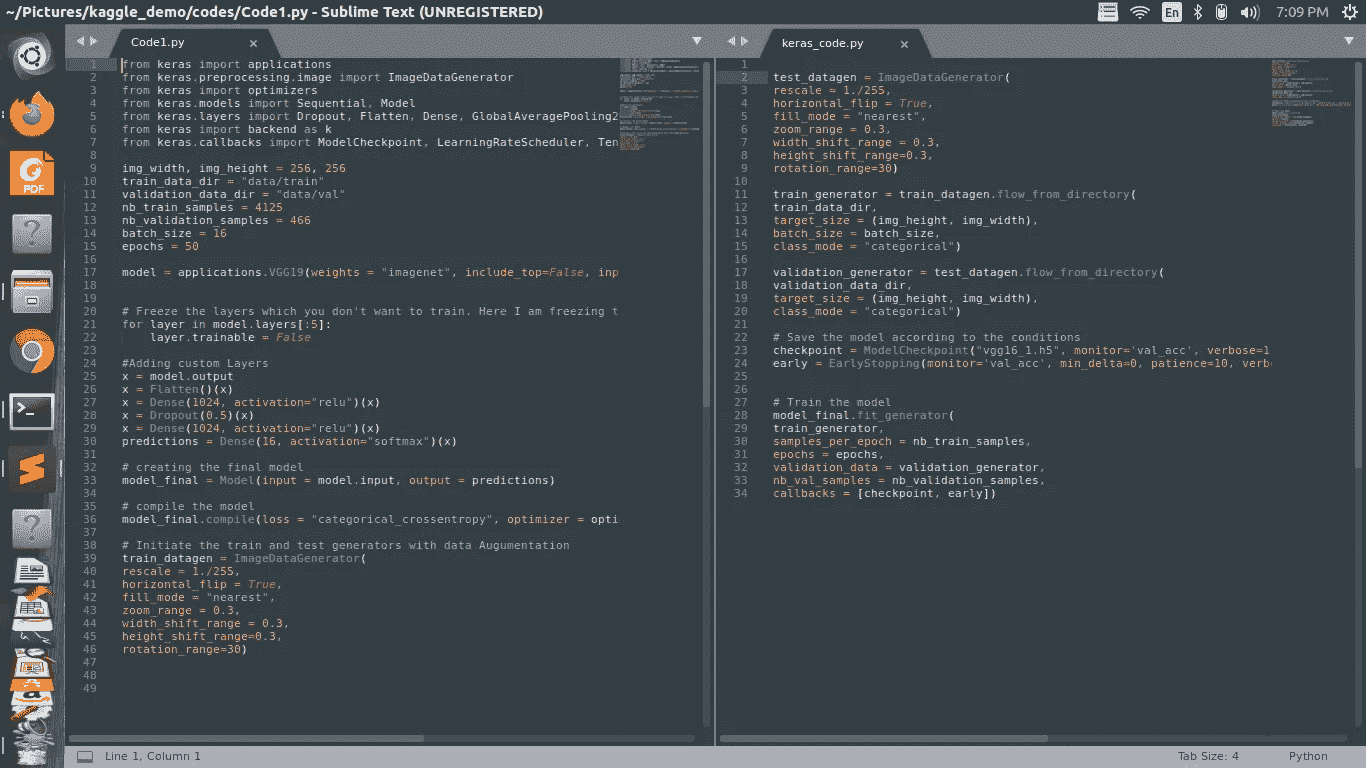 ~/Pictures/kaggle_demo/codes/Code1.py - Sublime Text (UNREGISTERED)
En
7:09 PM
Code1.py
1 from keras import applications
2 from keras.preprocessing.image import ImageDataGenerator
3 from keras import optimizers
4 from keras.models import Sequential, Model
5 from keras.layers import Dropout, Flatten, Dense, GlobalAveragePooling2
6 from keras import backend as k
7 from keras.callbacks import ModelCheckpoint, LearningRateScheduler, Ten
8
9 img_width, img_height = 256, 256
10 train_data_dir = "data/train"
11 validation_data_dir = "data/val"
12 nb_train_samples = 4125
13 nb_validation_samples = 466
14 batch_size = 16
15 epochs = 50
16
17 model = applications.VGG19(weights = "imagenet", include_top=False, inp
18
19
20 # Freeze the layers which you don't want to train. Here I am freezing t
21 for layer in model.layers[:5]:
22     layer.trainable = False
23
24 #Adding custom Layers
25 x = model.output
26 x = Flatten()(x)
27 x = Dense(1024, activation="relu")(x)
28 x = Dropout(0.5)(x)
29 x = Dense(1024, activation="relu")(x)
30 predictions = Dense(16, activation="softmax")(x)
31
32 # creating the final model
33 model_final = Model(input = model.input, output = predictions)
34
35 # compile the model
36 model_final.compile(loss = "categorical_crossentropy", optimizer = opti
37
38 # Initiate the train and test generators with data Augumentation
39 train_datagen = ImageDataGenerator(
40 rescale = 1./255,
41 horizontal_flip = True,
42 fill_mode = "nearest",
43 zoom_range = 0.3,
44 width_shift_range = 0.3,
45 height_shift_range=0.3,
46 rotation_range=30)
47
48
49
keras_code.py
1
2 test_datagen = ImageDataGenerator(
3 rescale = 1./255,
4 horizontal_flip = True,
5 fill_mode = "nearest",
6 zoom_range = 0.3,
7 width_shift_range = 0.3,
8 height_shift_range=0.3,
9 rotation_range=30)
10
11 train_generator = train_datagen.flow_from_directory(
12 train_data_dir,
13 target_size = (img_height, img_width),
14 batch_size = batch_size,
15 class_mode = "categorical")
16
17 validation_generator = test_datagen.flow_from_directory(
18 validation_data_dir,
19 target_size = (img_height, img_width),
20 class_mode = "categorical")
21
22 # Save the model according to the conditions
23 checkpoint = ModelCheckpoint("vgg16_1.h5", monitor='val_acc', verbose=1
24 early = EarlyStopping(monitor='val_acc', min_delta=0, patience=10, verb
25
26
27 # Train the model
28 model_final.fit_generator(
29 train_generator,
30 samples_per_epoch = nb_train_samples,
31 epochs = epochs,
32 validation_data = validation_generator,
33 nb_val_samples = nb_validation_samples,
34 callbacks = [checkpoint, early])
PDF
Line 1, Column 1
Tab Size: 4
Python